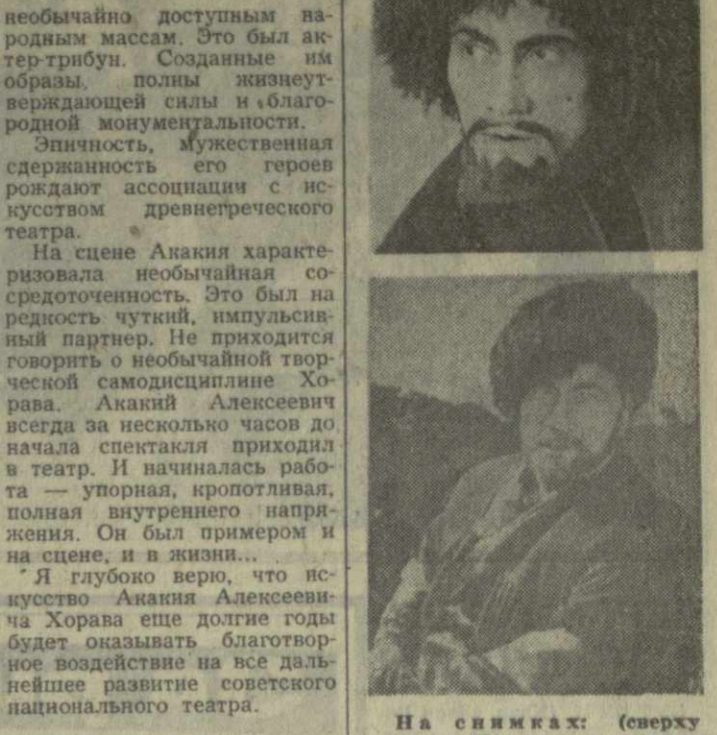 необычайно доступным на-
родным массам. Это был ак-
тер-трибун. Созданные им
образы, полны жизнеут-
верждающей силы и благо-
родной монументальности.
Эпичность, мужественная
сдержанность его героев
рождают ассоциации с ис-
кусством древнегреческого
театра.
На сцене Акакия характе-
ризовала необычайная со-
средоточенность. Это был на
редкость чуткий, импульсив-
ный партнер. Не приходится
говорить о необычайной твор-
ческой самодисциплине Хо-
рава. Акакий Алексеевич
всегда за несколько часов до
начала спектакля приходил
в театр. И начиналась рабо-
та — упорная, кропотливая,
полная внутреннего напря-
жения. Он был примером и
на сцене, и в жизни...
Я глубоко верю, что ис-
кусство Акакия Алексееви-
ча Хорава еще долгие годы
будет оказывать благотвор-
ное воздействие на все даль-
нейшее развитие советского
национального театра.
На снимках: (сверху